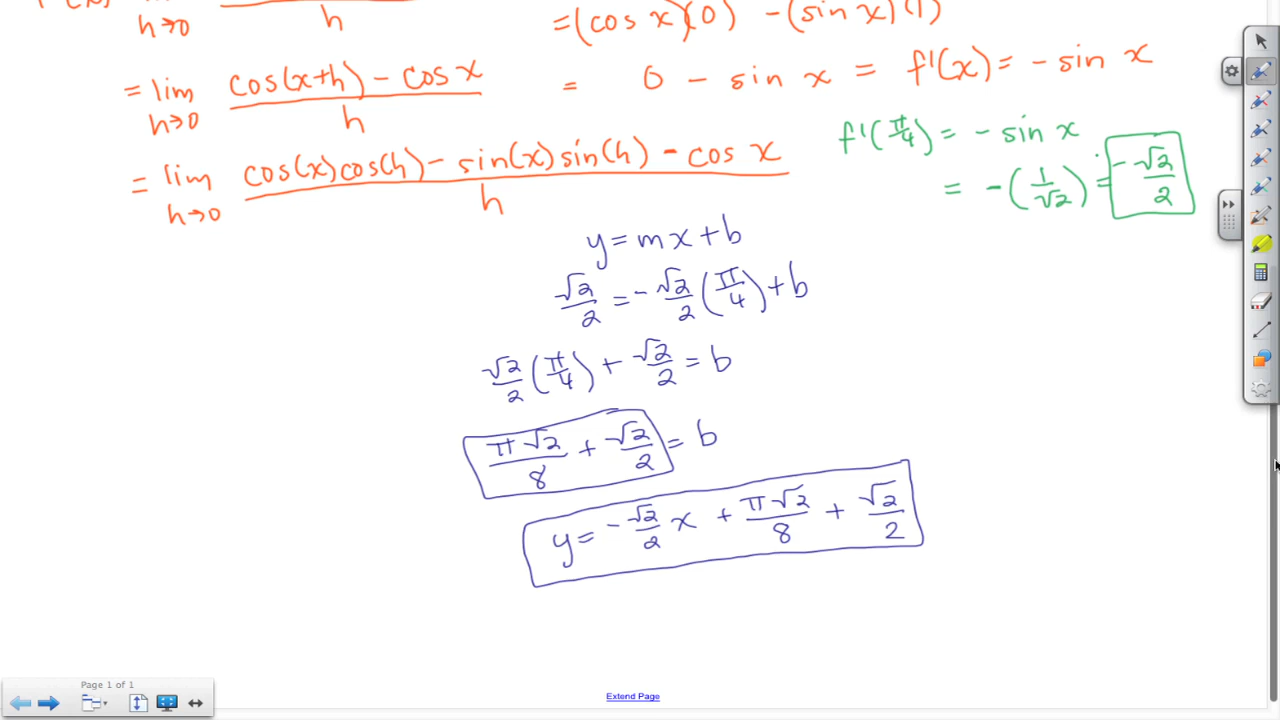 h→0 h
=(cos x)(0) -(sin x)(1)
= lim h→0 cos(x+h) - cos x / h
= 0 - sin x = f'(x) = - sin x
= lim h→0 cos(x)cos(h) - sin(x)sin(h) - cos x / h
f'(π/4) = - sin x
= -(1/√2) = -√2/2
y = mx + b
√2/2 = -√2/2 (π/4) + b
√2/2 (π/4) + √2/2 = b
π√2/8 + √2/2 = b
y = -√2/2 x + π√2/8 + √2/2
Page 1 of 1
Extend Page